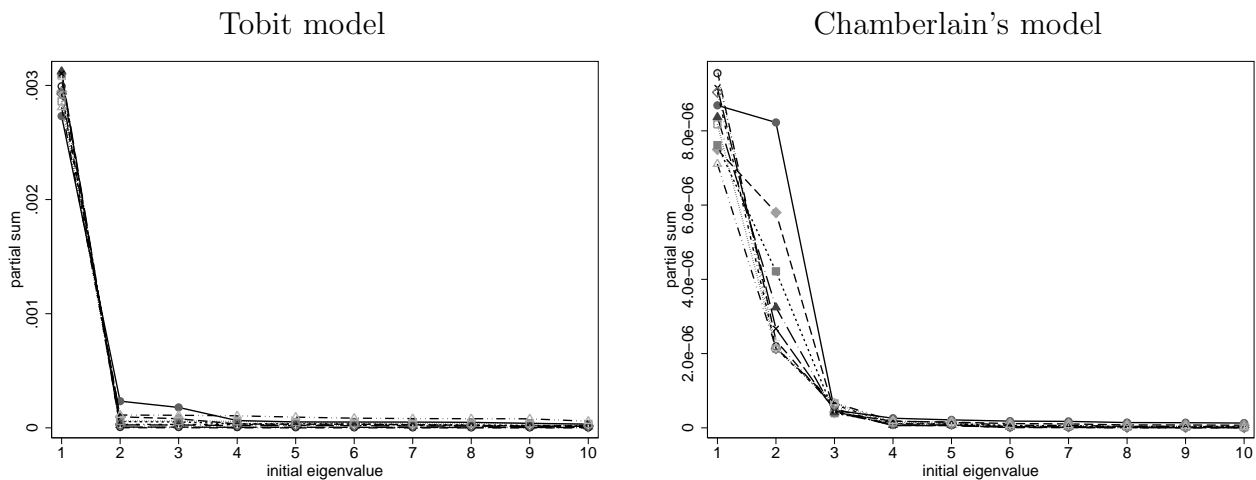 Tobit model
Chamberlain's model
.003
.002
.001
0
partial sum
1 2 3 4 5 6 7 8 9 10
initial eigenvalue
8.0e−06
6.0e−06
4.0e−06
2.0e−06
0
partial sum
1 2 3 4 5 6 7 8 9 10
initial eigenvalue